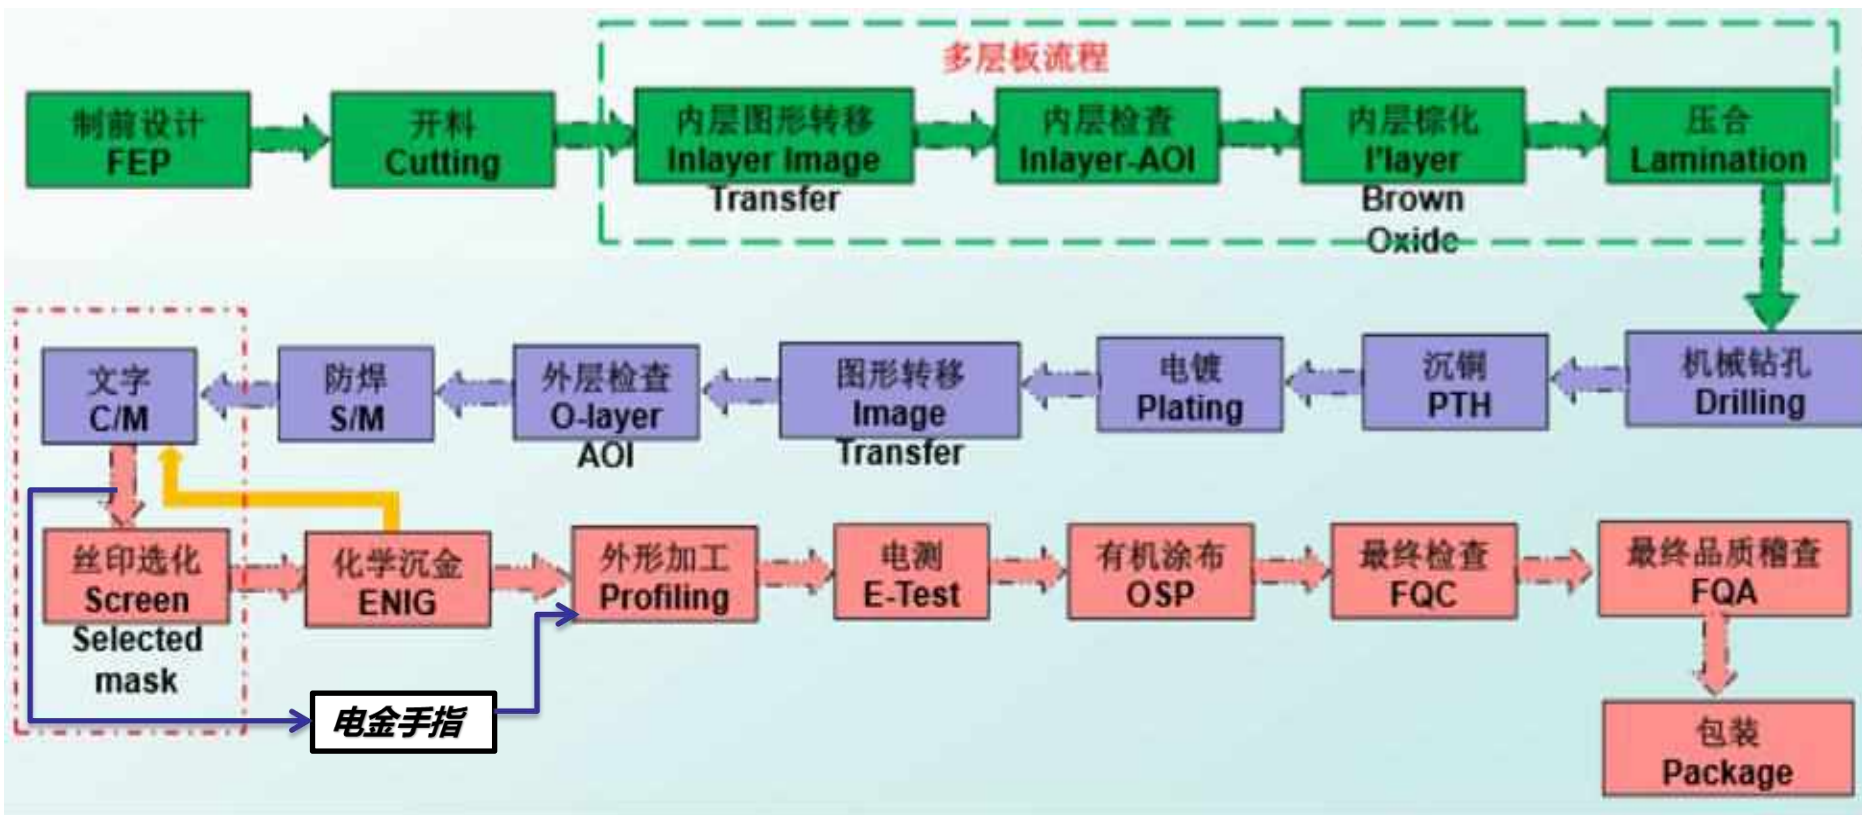 多层板流程
制前设计
FEP
开料
Cutting
内层图形转移
Inlayer Image
Transfer
内层检查
Inlayer-AOI
内层棕化
I'layer
Brown
Oxide
压合
Lamination
文字
C/M
防焊
S/M
外层检查
O-layer
AOI
图形转移
Image
Transfer
电镀
Plating
沉铜
PTH
机械钻孔
Drilling
丝印选化
Screen
Selected
mask
化学沉金
ENIG
外形加工
Profiling
电测
E-Test
有机涂布
OSP
最终检查
FQC
最终品质稽查
FQA
电金手指
包装
Package